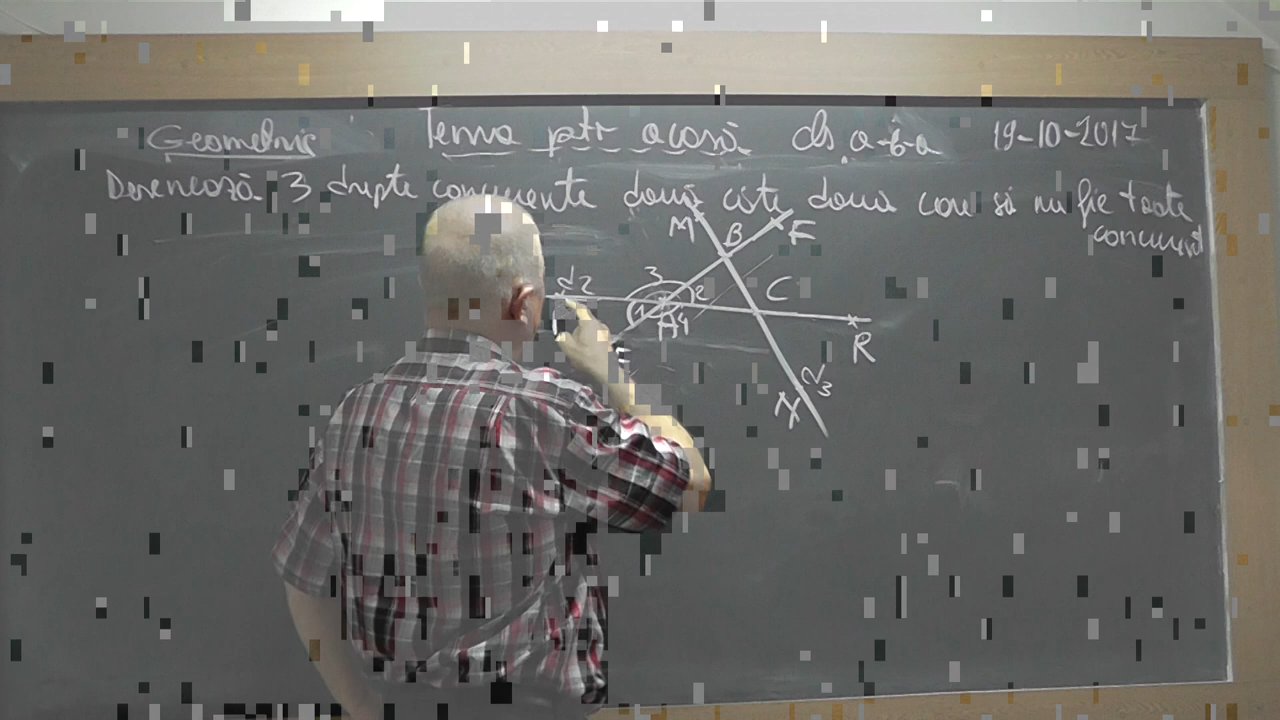 Geometrie Tema ptr acasă cls a-6-a 19-10-2017
Desenează 3 drepte concurente două câte două care să nu fie toate
concurente
M B F
d2 3 2 C
1 A 4
E R
N d3